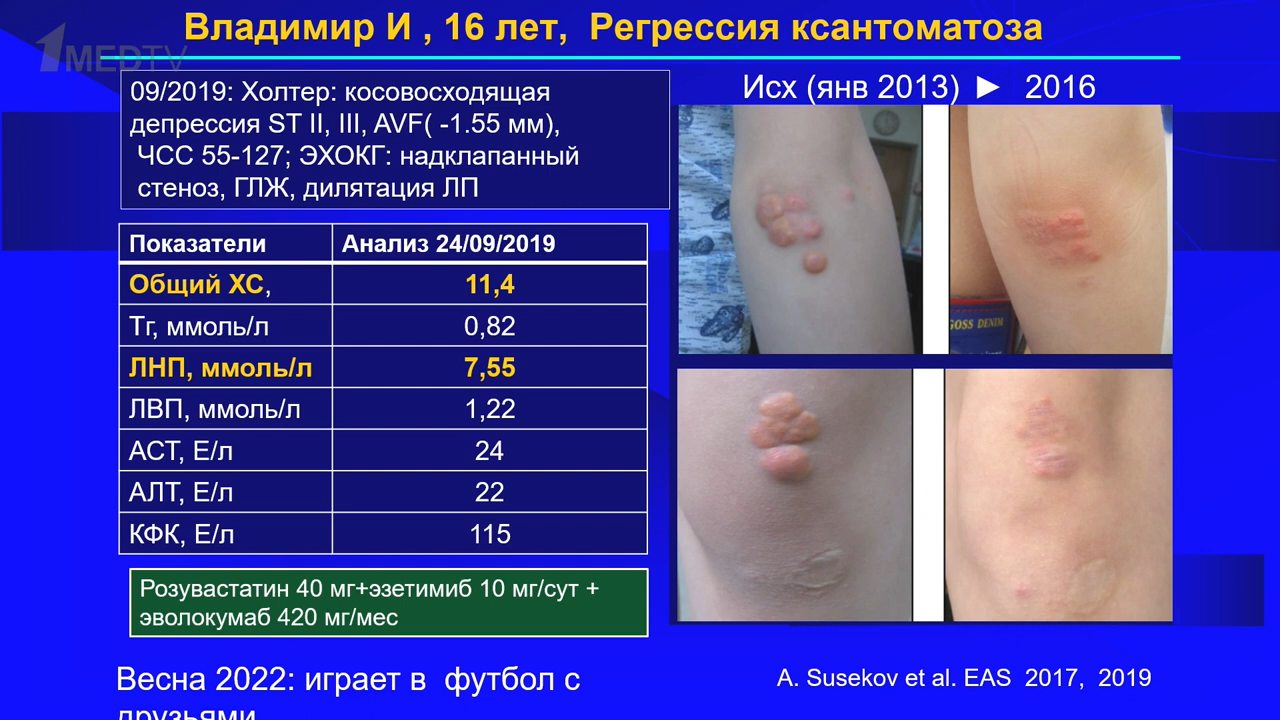 Владимир И , 16 лет, Регрессия ксантоматоза
1MEDTV
09/2019: Холтер: косовосходящая
депрессия ST II, III, AVF( -1.55 мм),
ЧСС 55-127; ЭХОКГ: надклапанный
стеноз, ГЛЖ, дилятация ЛП
Исх (янв 2013) ► 2016
Показатели Анализ 24/09/2019
Общий ХС, 11,4
Тг, ммоль/л 0,82
ЛНП, ммоль/л 7,55
ЛВП, ммоль/л 1,22
АСТ, Е/л 24
АЛТ, Е/л 22
КФК, Е/л 115
GOSS DENIM
Розувастатин 40 мг+эзетимиб 10 мг/сут +
эволокумаб 420 мг/мес
Весна 2022: играет в футбол с
друзьями
A. Susekov et al. EAS 2017, 2019